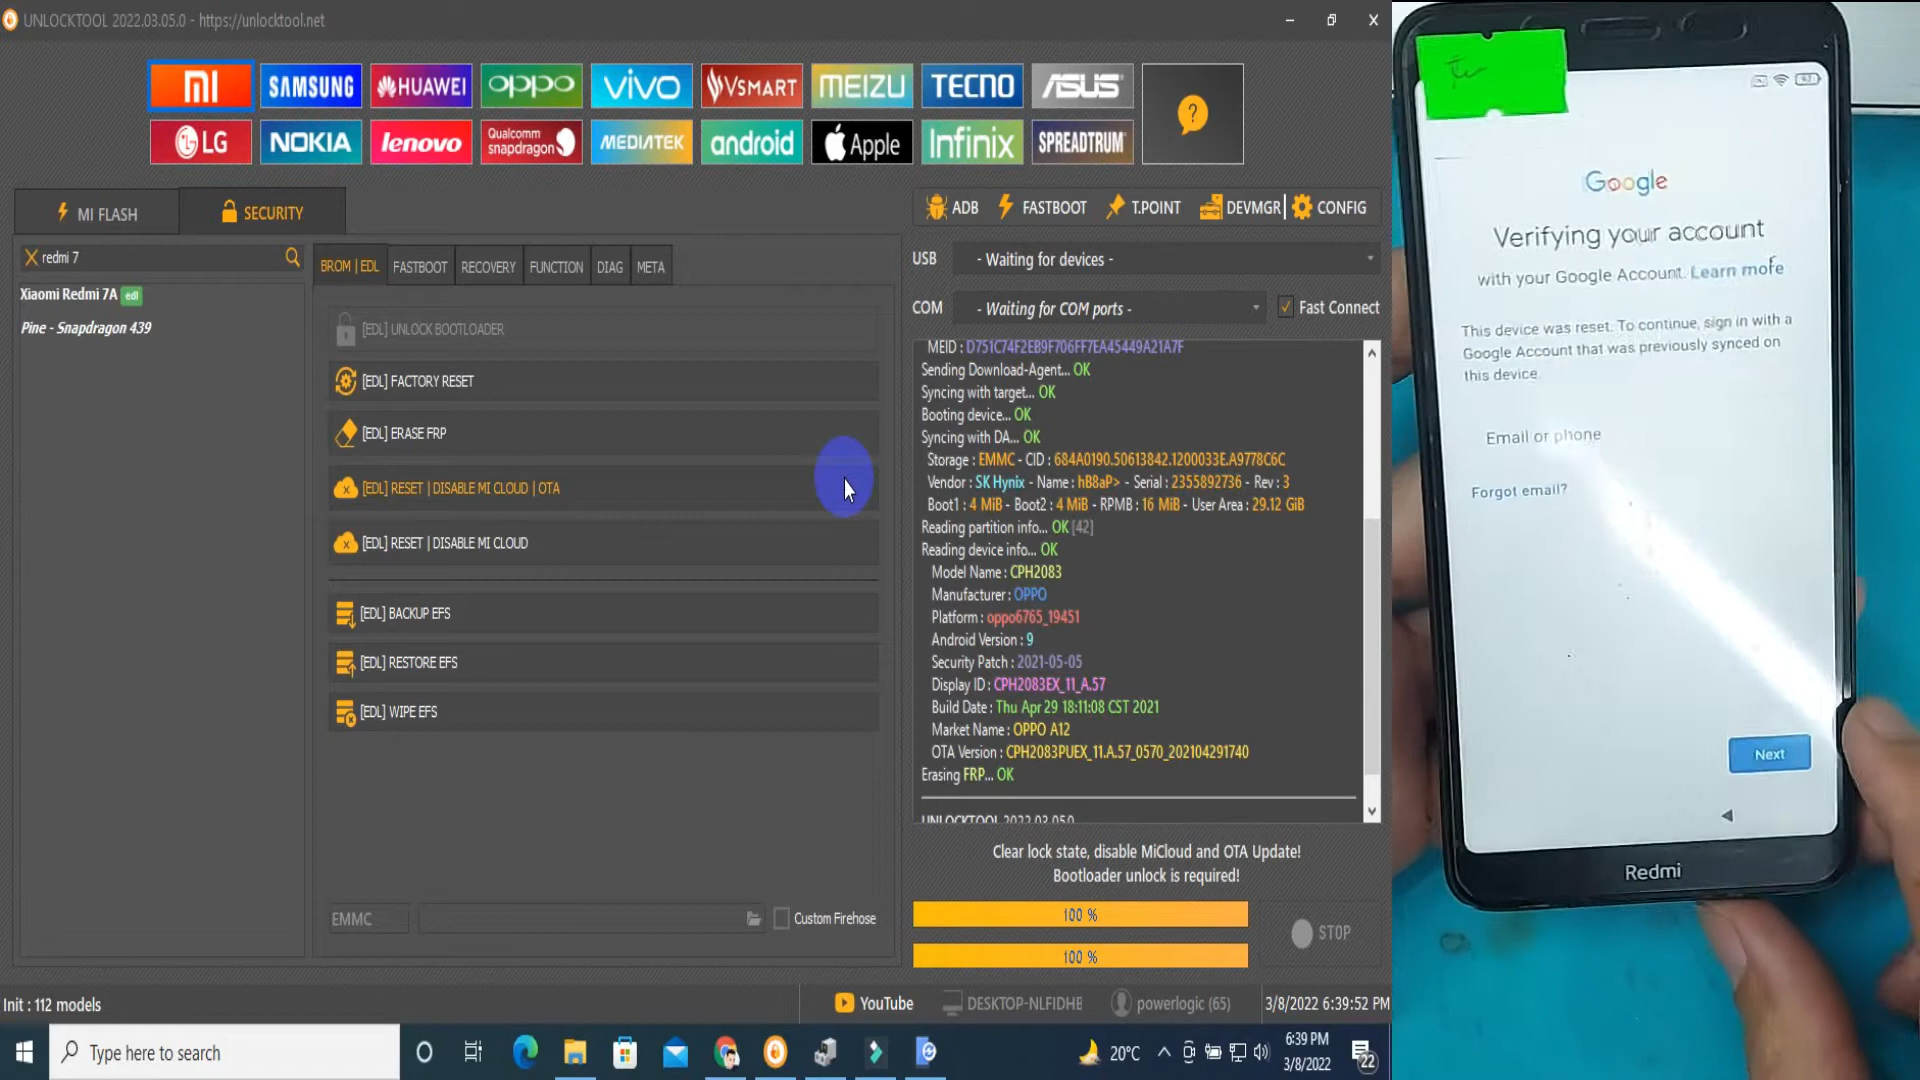 UNLOCKTOOL 2022.03.05.0 - https://unlocktool.net
MI SAMSUNG HUAWEI oppo vivo VSMART MEIZU TECNO ASUS ?
LG NOKIA lenovo Qualcomm snapdragon MEDIATEK android Apple Infinix SPREADTRUM
MI FLASH SECURITY
ADB FASTBOOT T.POINT DEVMGR CONFIG
redmi 7
Xiaomi Redmi 7A edl
Pine - Snapdragon 439
BROM | EDL FASTBOOT RECOVERY FUNCTION DIAG META
[EDL] UNLOCK BOOTLOADER
[EDL] FACTORY RESET
[EDL] ERASE FRP
[EDL] RESET | DISABLE MI CLOUD | OTA
[EDL] RESET | DISABLE MI CLOUD
[EDL] BACKUP EFS
[EDL] RESTORE EFS
[EDL] WIPE EFS
EMMC Custom Firehose
USB - Waiting for devices -
COM - Waiting for COM ports - Fast Connect
MEID : D751C74F2EB9F706FF7EA45449A21A7F
Sending Download-Agent... OK
Syncing with target... OK
Booting device... OK
Syncing with DA... OK
Storage : EMMC - CID : 684A0190.50613842.1200033E.A9778C6C
Vendor : SK Hynix - Name : hB8aP> - Serial : 2355892736 - Rev : 3
Boot1 : 4 MiB - Boot2 : 4 MiB - RPMB : 16 MiB - User Area : 29.12 GiB
Reading partition info... OK [42]
Reading device info... OK
Model Name : CPH2083
Manufacturer : OPPO
Platform : oppo6765_19451
Android Version : 9
Security Patch : 2021-05-05
Display ID : CPH2083EX_11_A.57
Build Date : Thu Apr 29 18:11:08 CST 2021
Market Name : OPPO A12
OTA Version : CPH2083PUEX_11.A.57_0570_202104291740
Erasing FRP... OK
UNLOCKTOOL 2022.03.05.0
Clear lock state, disable MiCloud and OTA Update!
Bootloader unlock is required!
100 %
100 %
STOP
Init : 112 models
YouTube DESKTOP-NLFIDHB powerlogic (65) 3/8/2022 6:39:52 PM
Type here to search
20°C
6:39 PM
3/8/2022
22
Google
Verifying your account
with your Google Account. Learn more
This device was reset. To continue, sign in with a
Google Account that was previously synced on
this device.
Email or phone
Forgot email?
Next
Redmi